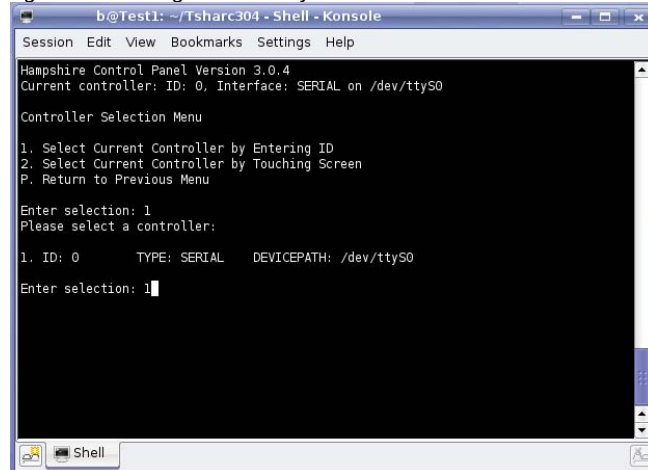 b@Test1: ~/Tsharc304 - Shell - Konsole
Session Edit View Bookmarks Settings Help
Hampshire Control Panel Version 3.0.4
Current controller: ID: 0, Interface: SERIAL on /dev/ttyS0
Controller Selection Menu
1. Select Current Controller by Entering ID
2. Select Current Controller by Touching Screen
P. Return to Previous Menu
Enter selection: 1
Please select a controller:
1. ID: 0 TYPE: SERIAL DEVICEPATH: /dev/ttyS0
Enter selection: 1
Shell